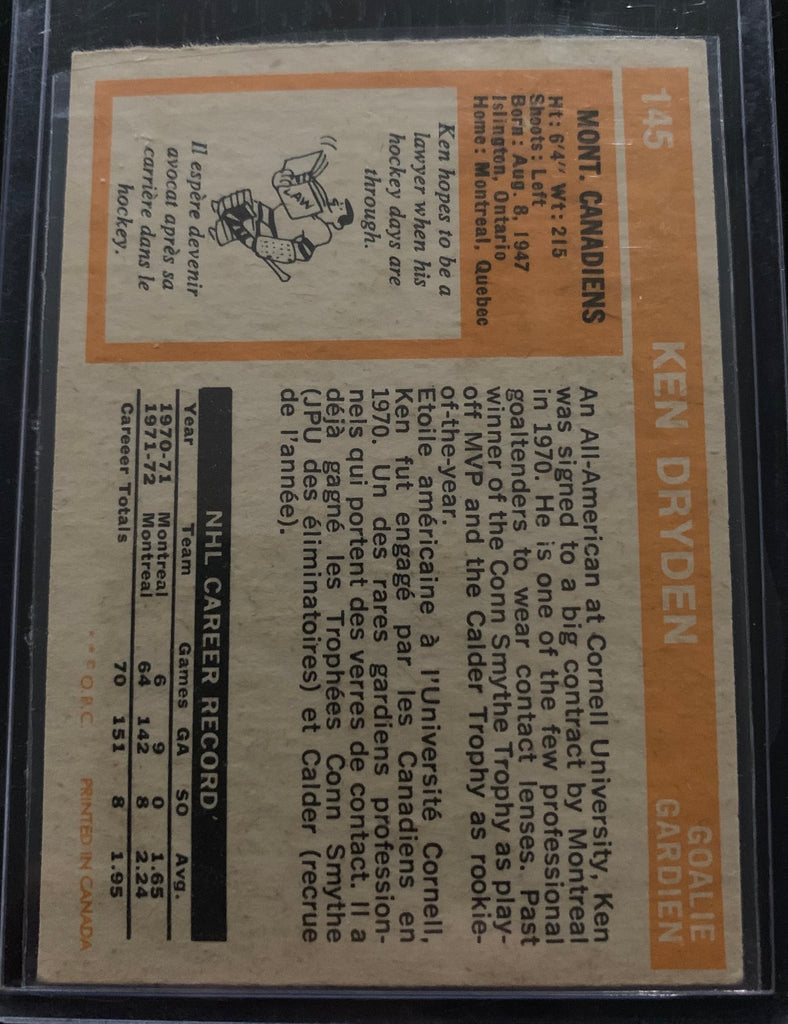 145 KEN DRYDEN GOALIE
GARDIEN
MONT. CANADIENS
Ht: 6'4" Wt: 215
Shoots: Left
Born: Aug. 8, 1947
Islington, Ontario
Home: Montreal, Quebec
Ken hopes to be a
lawyer when his
hockey days are
through.
LAW
Il espère devenir
avocat après sa
carrière dans le
hockey.
An All-American at Cornell University, Ken
was signed to a big contract by Montreal
in 1970. He is one of the few professional
goaltenders to wear contact lenses. Past
winner of the Conn Smythe Trophy as play-
off MVP and the Calder Trophy as rookie-
of-the-year.
Etoile américaine à l'Université Cornell,
Ken fut engagé par les Canadiens en
1970. Un des rares gardiens profession-
nels qui portent des verres de contact. Il a
déjà gagné les Trophées Conn Smythe
(JPU des éliminatoires) et Calder (recrue
de l'année).
NHL CAREER RECORD
Year Team Games GA SO Avg.
1970-71 Montreal 6 9 0 1.65
1971-72 Montreal 64 142 8 2.24
Career Totals 70 151 8 1.95
* * © O.P.C. PRINTED IN CANADA